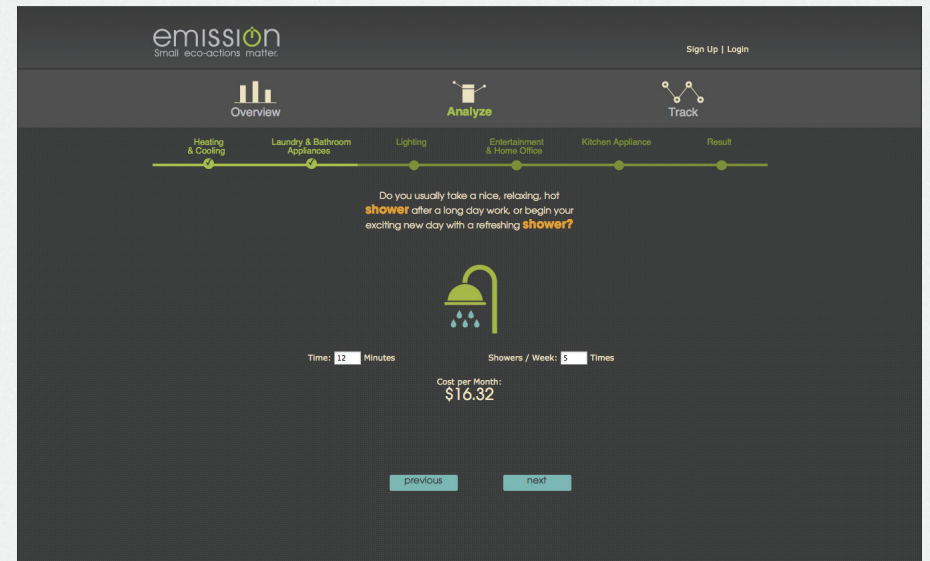 emission
Small eco-actions matter.
Sign Up | Login
Overview
Analyze
Track
Heating
& Cooling
Laundry & Bathroom
Appliances
Lighting
Entertainment
& Home Office
Kitchen Appliance
Result
Do you usually take a nice, relaxing, hot
shower after a long day work, or begin your
exciting new day with a refreshing shower?
Time: 12 Minutes
Showers / Week: 5 Times
Cost per Month:
$16.32
previous
next